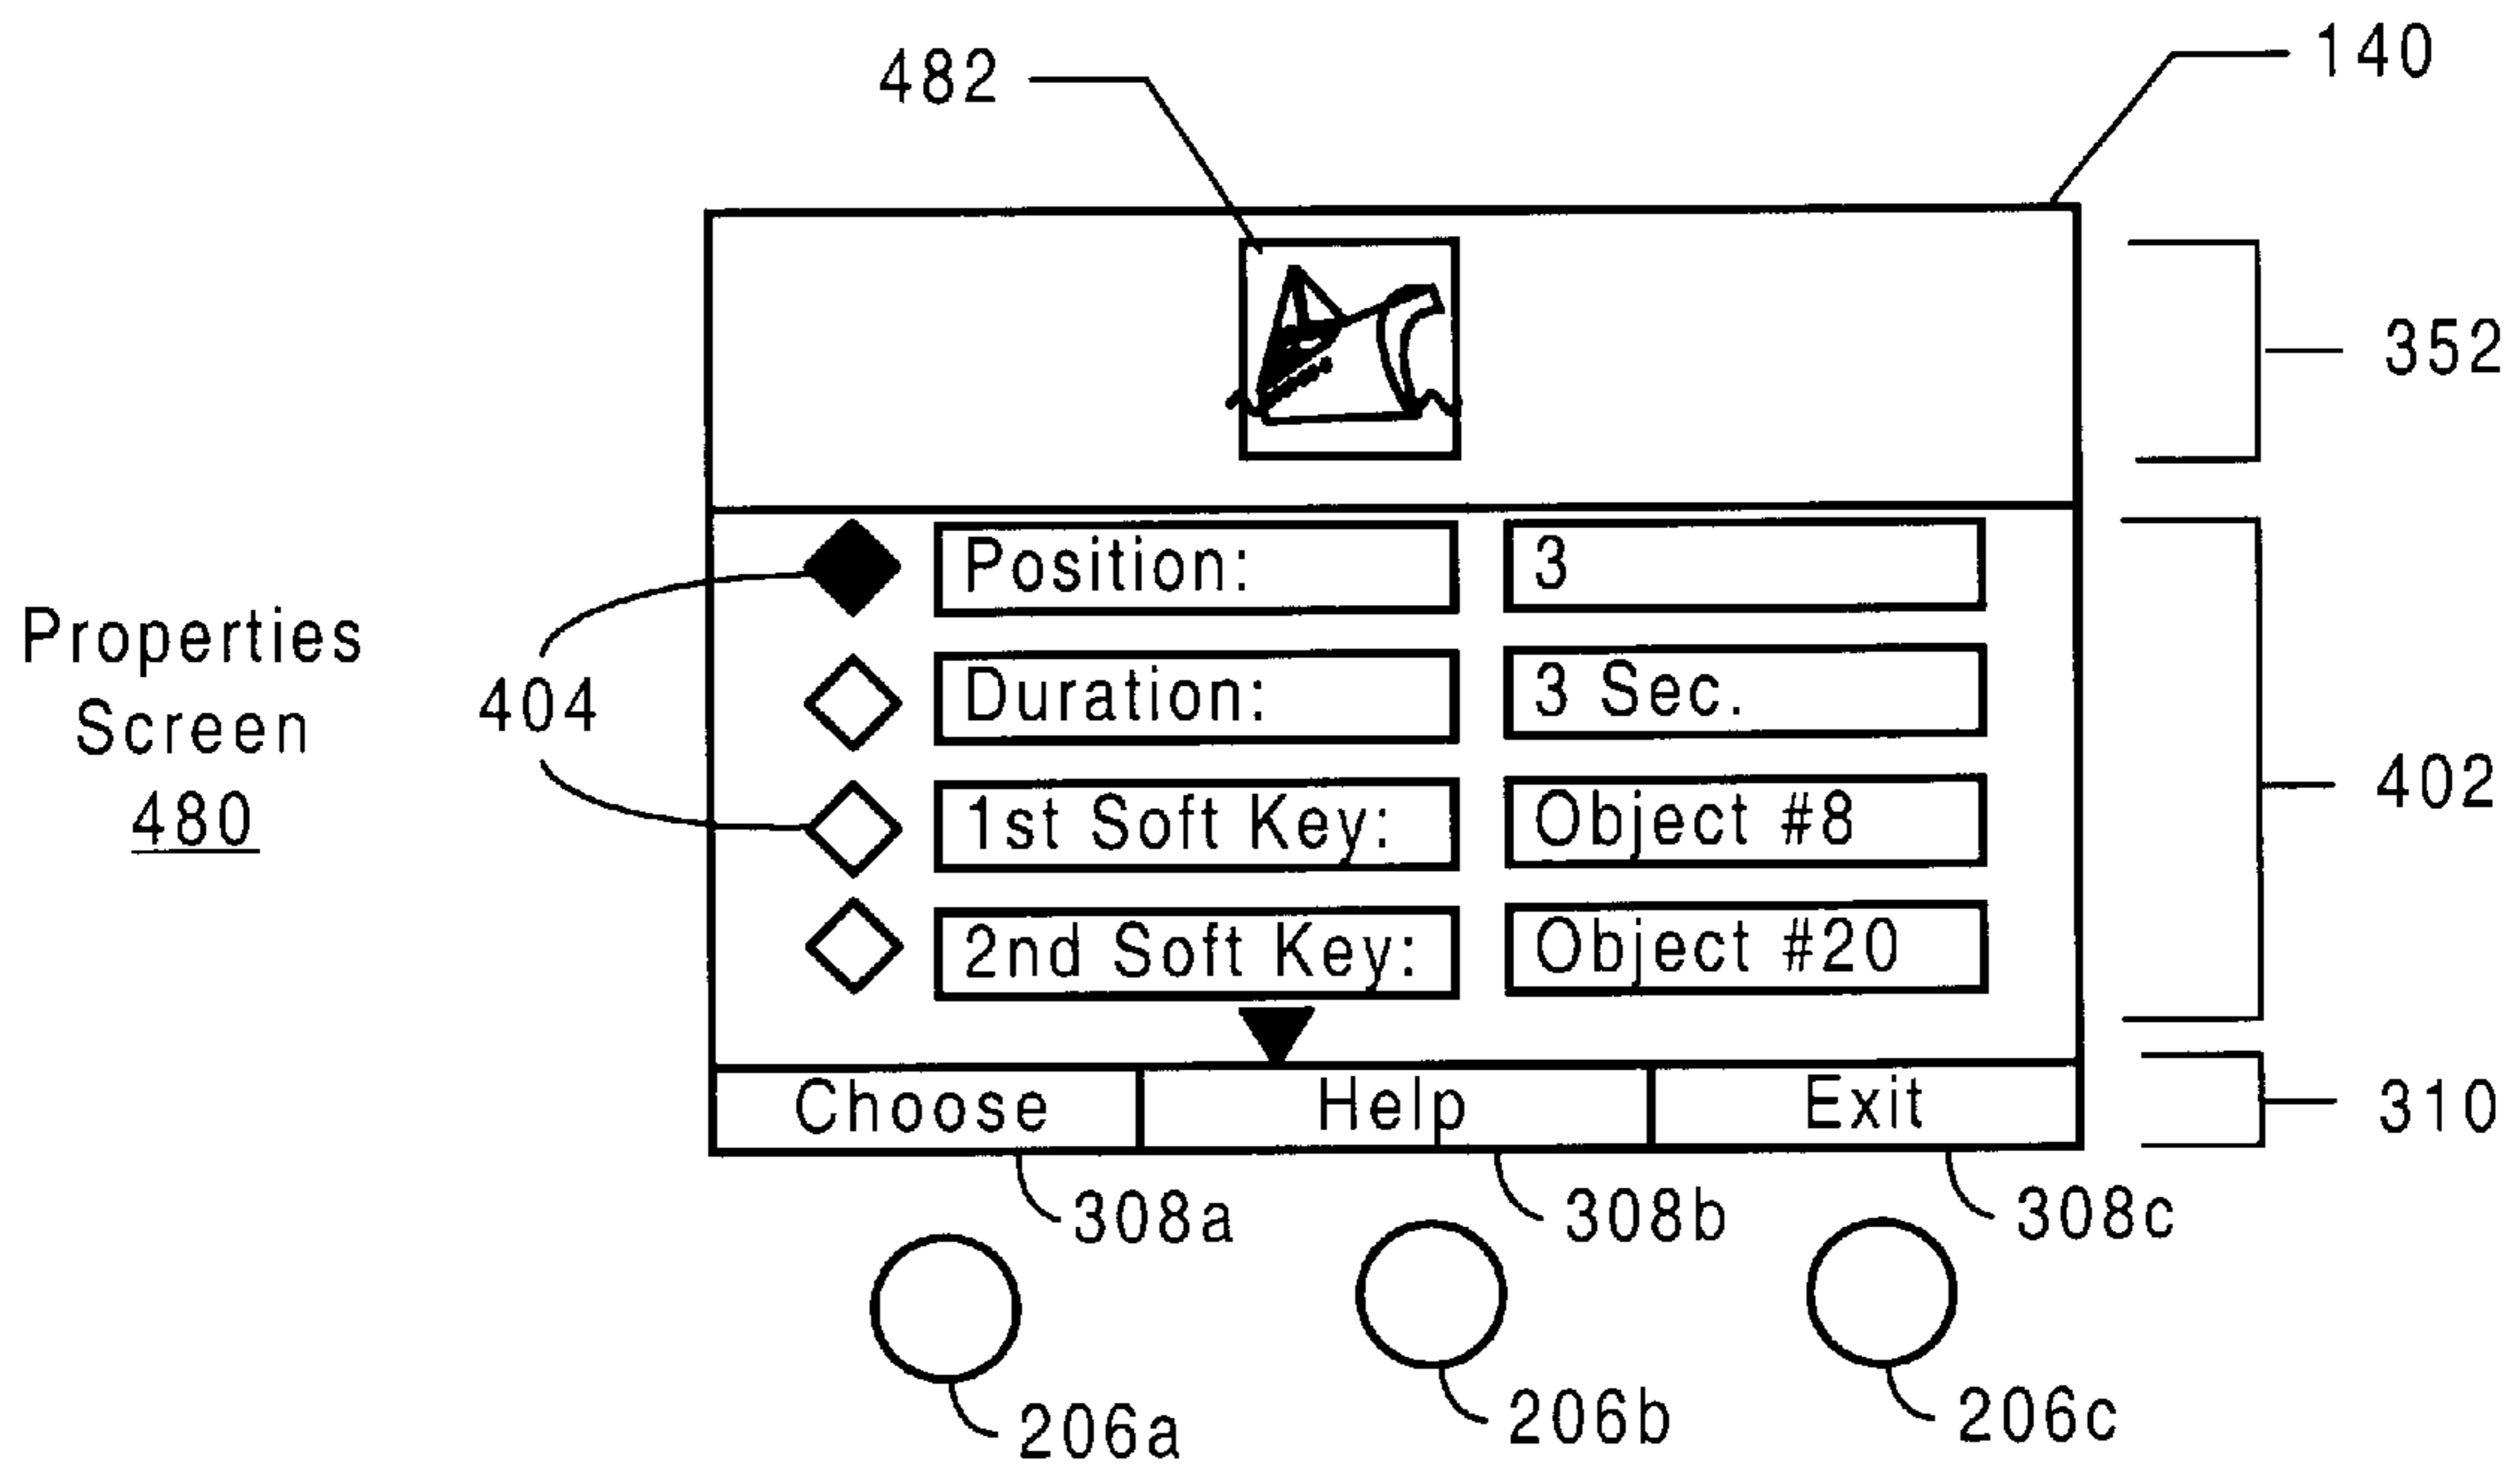 482
140
352
Position: 3
Properties
Screen
480
404
Duration: 3 Sec.
402
1st Soft Key: Object #8
2nd Soft Key: Object #20
Choose Help Exit
310
308a 308b 308c
206a 206b 206c